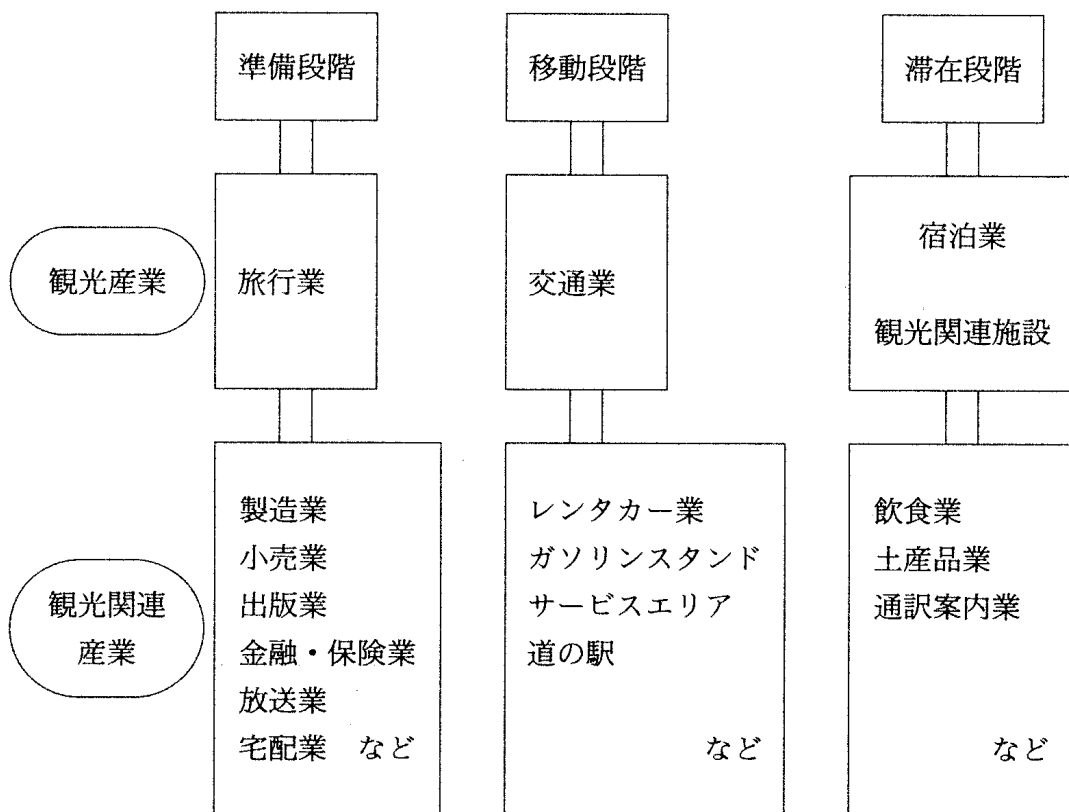 準備段階
移動段階
滞在段階
観光産業
旅行業
交通業
宿泊業
観光関連施設
観光関連
産業
製造業
小売業
出版業
金融・保険業
放送業
宅配業 など
レンタカー業
ガソリンスタンド
サービスエリア
道の駅
など
飲食業
土産品業
通訳案内業
など